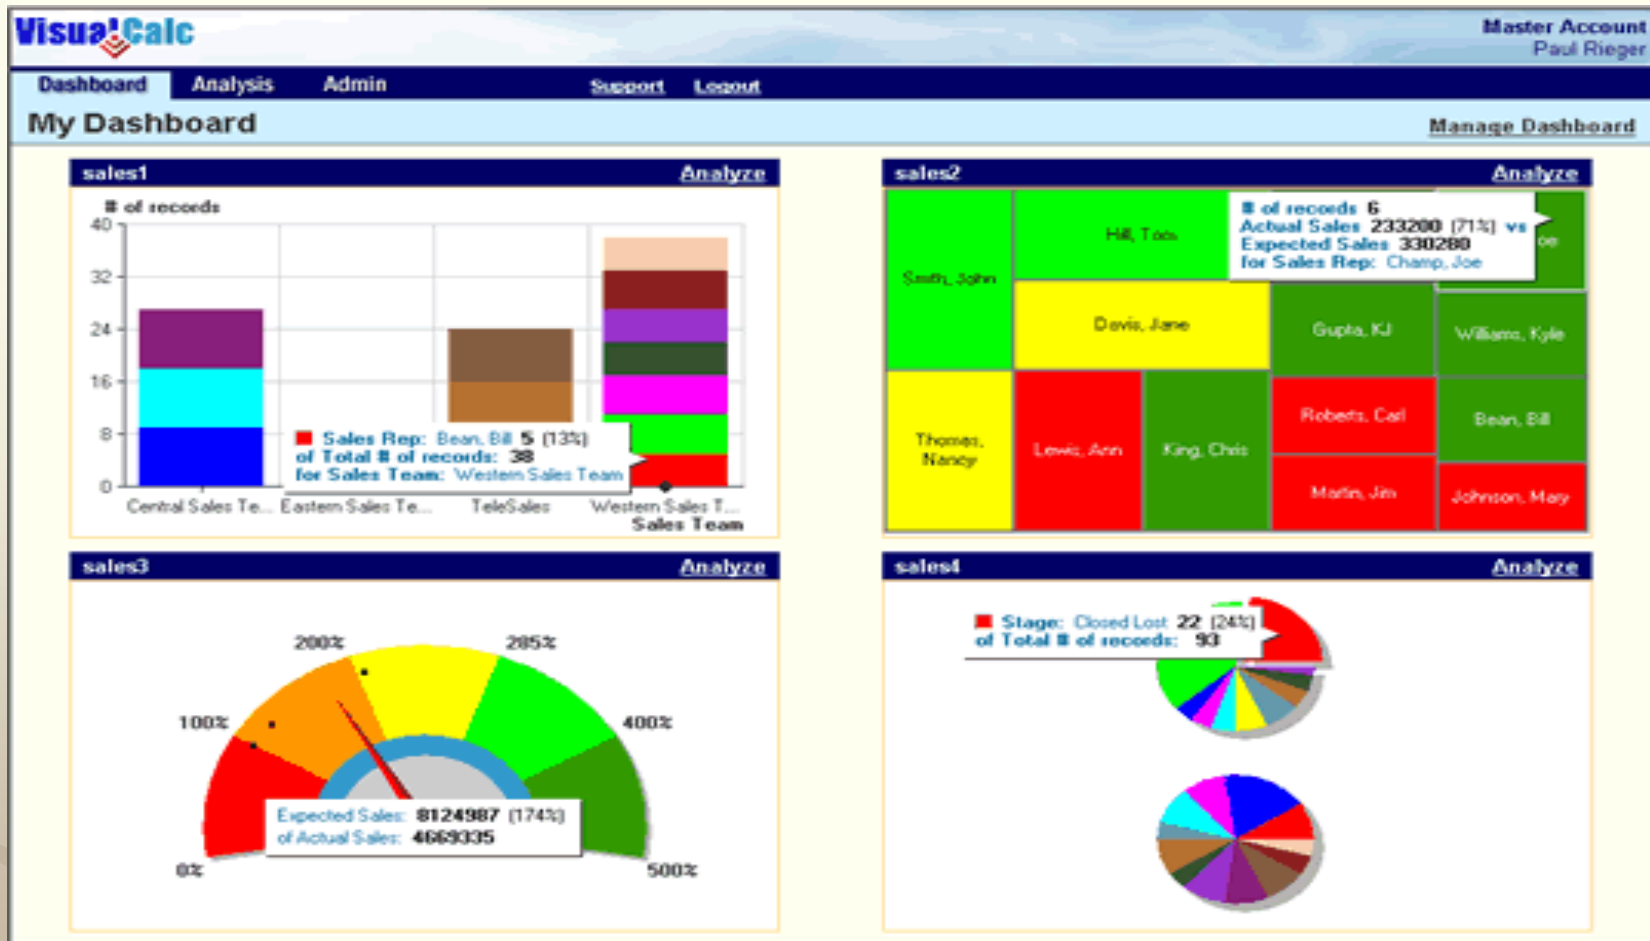 VisualCalc
Master Account
Paul Rieger
Dashboard Analysis Admin Support Logout
My Dashboard
Manage Dashboard
sales1 Analyze
# of records
40
32
24
16
8
0
Sales Rep: Bean, Bill 5 (13%)
of Total # of records: 38
for Sales Team: Western Sales Team
Central Sales Te... Eastern Sales Te... TeleSales Western Sales T...
Sales Team
sales2 Analyze
# of records 6
Actual Sales 233200 (71%) vs
Expected Sales 330280
for Sales Rep: Champ, Joe
oe
Smith, John
Hill, Tom
Davis, Jane
Gupta, KJ
Williams, Kyle
Thomas,
Nancy
Lewis, Ann
King, Chris
Roberts, Carl
Bean, Bill
Martin, Jim
Johnson, Mary
sales3 Analyze
200% 285%
100% 400%
Expected Sales: 8124987 (174%)
of Actual Sales: 4669335
0% 500%
sales4 Analyze
Stage: Closed Lost 22 (24%)
of Total # of records: 93